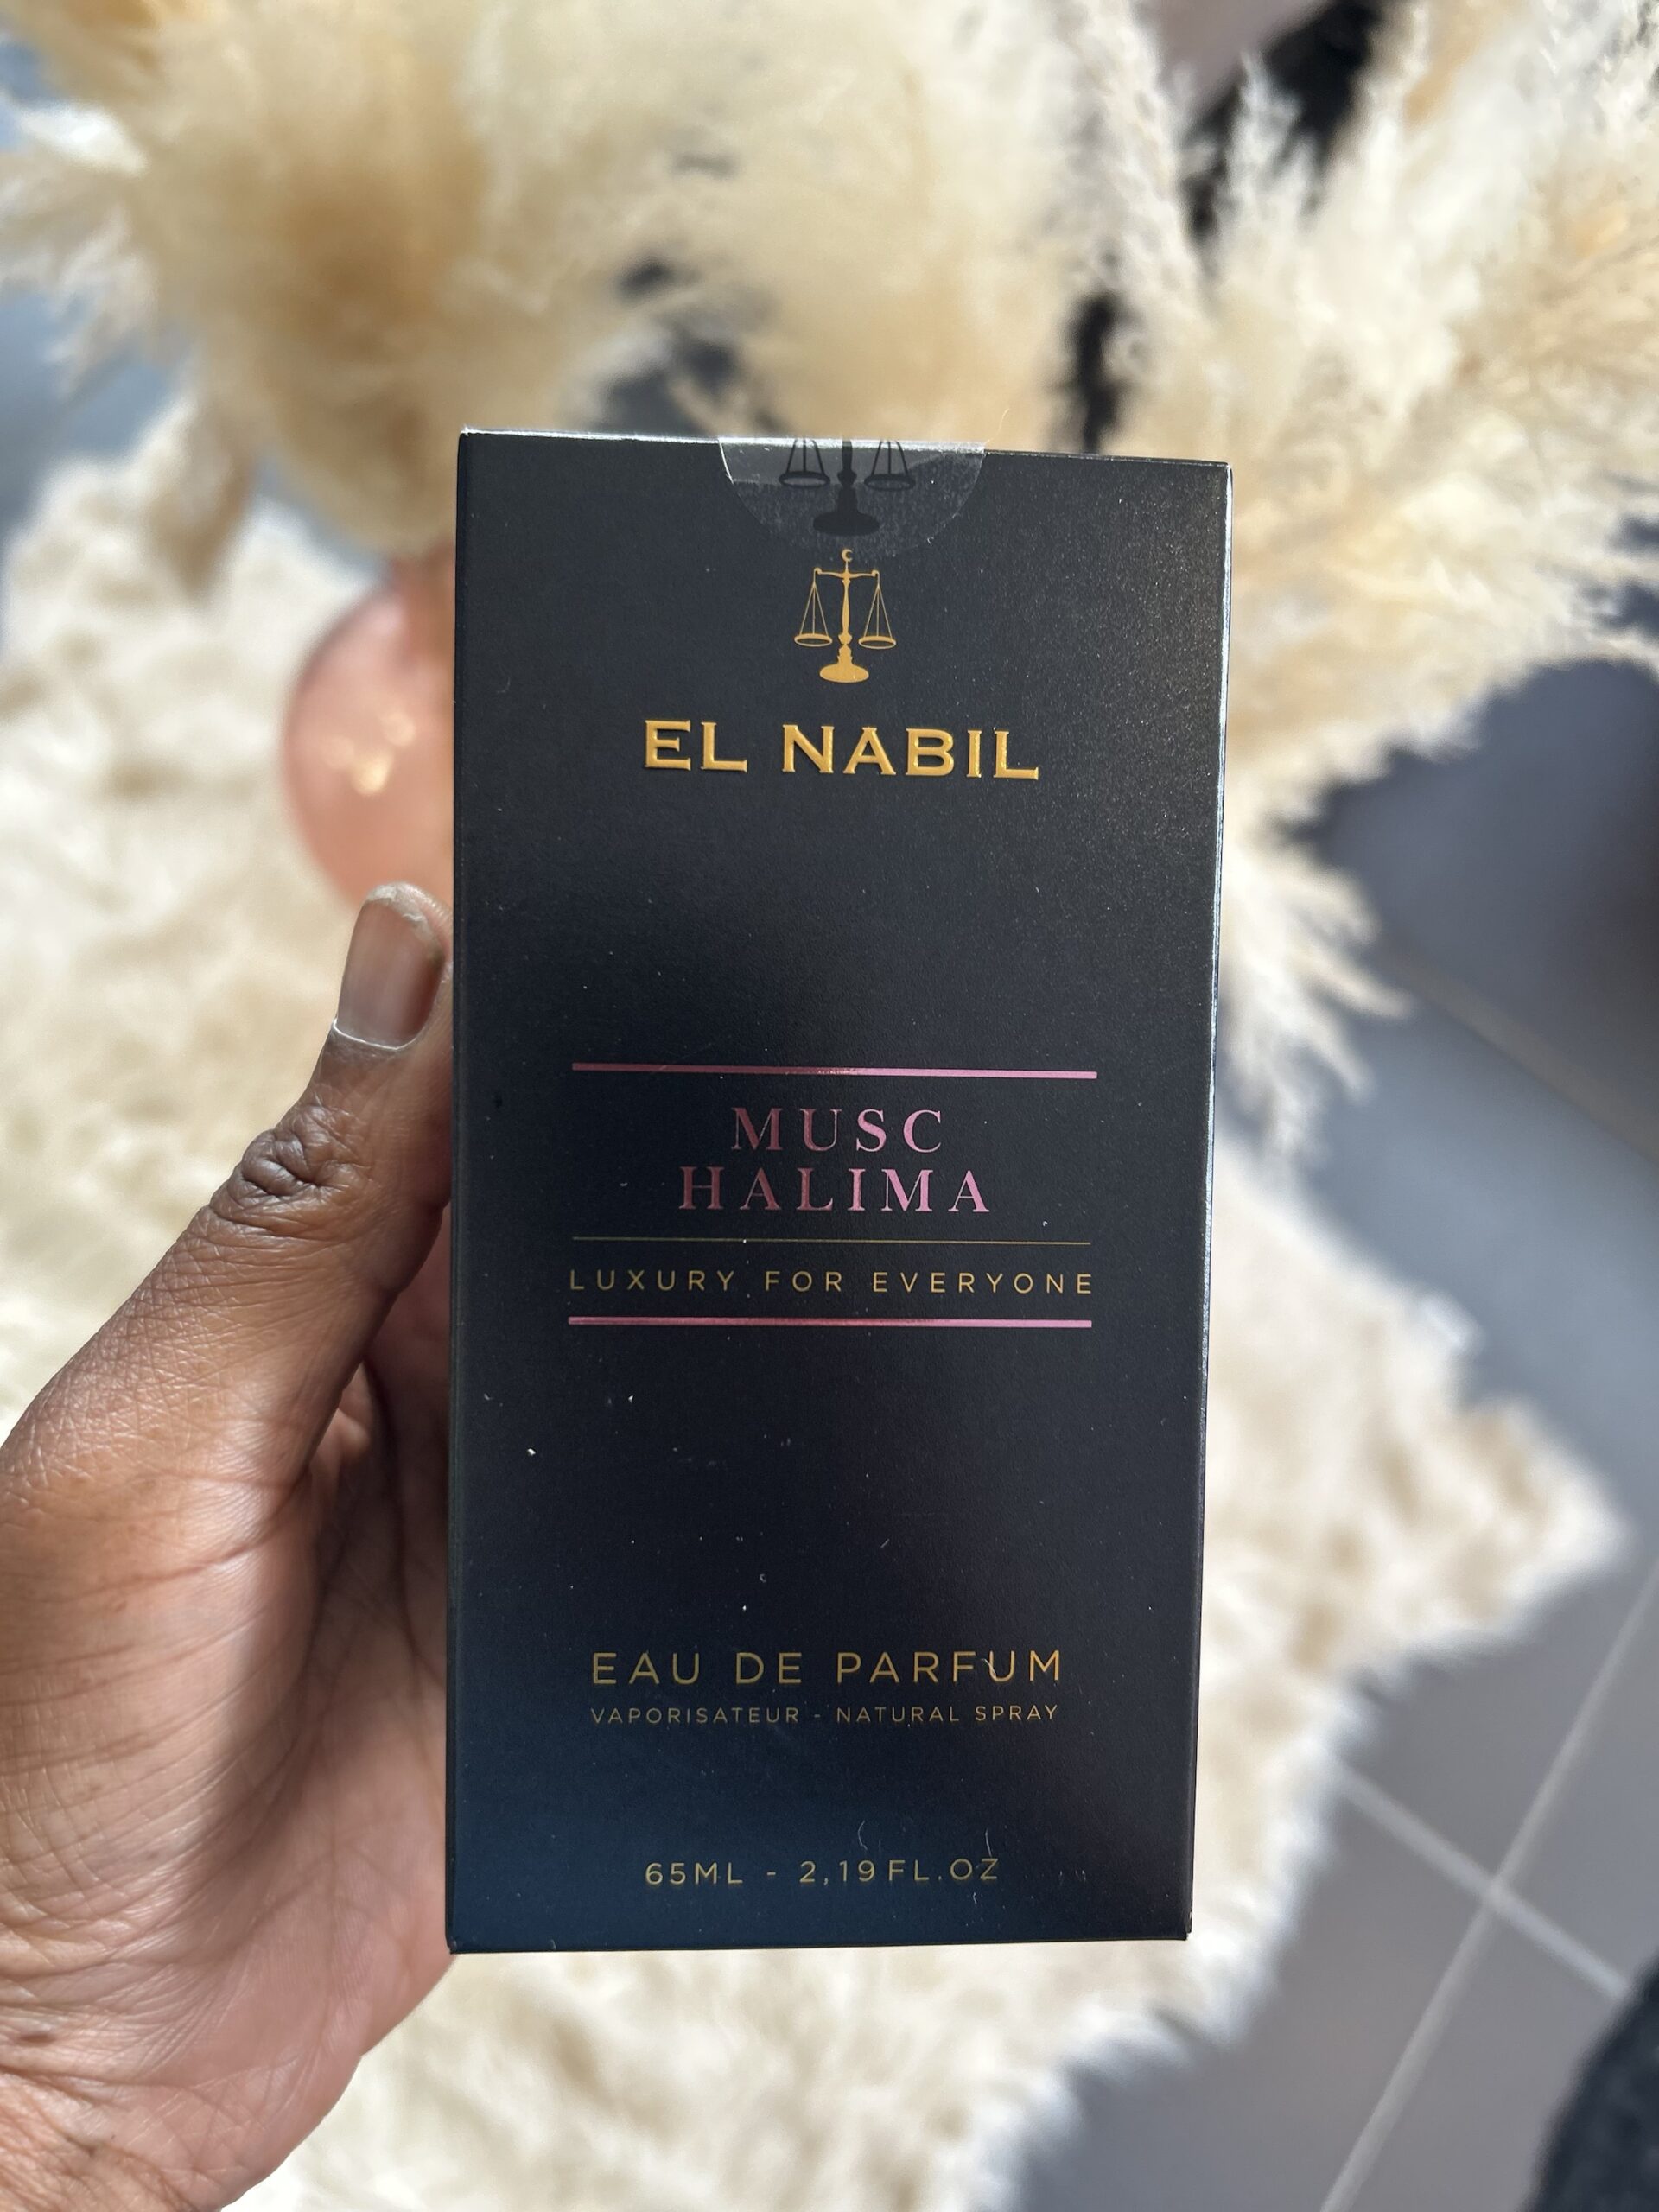 EL NABIL
MUSC
HALIMA
LUXURY FOR EVERYONE
EAU DE PARFUM
VAPORISATEUR - NATURAL SPRAY
65ML - 2,19 FL.OZ